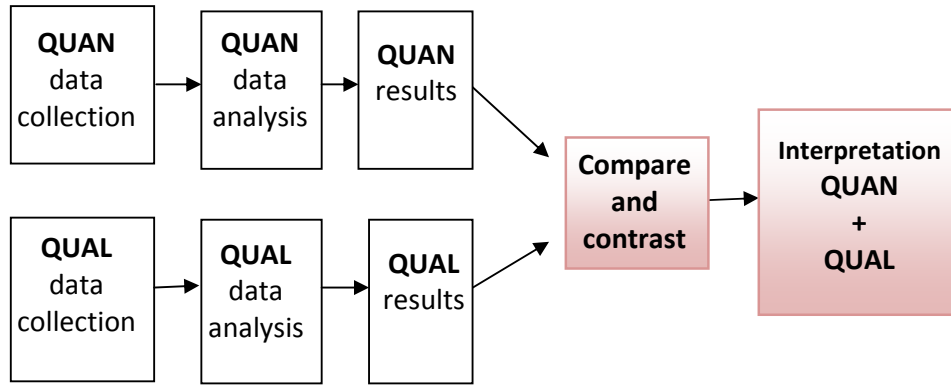 QUAN
data
collection
QUAN
data
analysis
QUAN
results
QUAL
data
collection
QUAL
data
analysis
QUAL
results
Compare
and
contrast
Interpretation
QUAN
+
QUAL